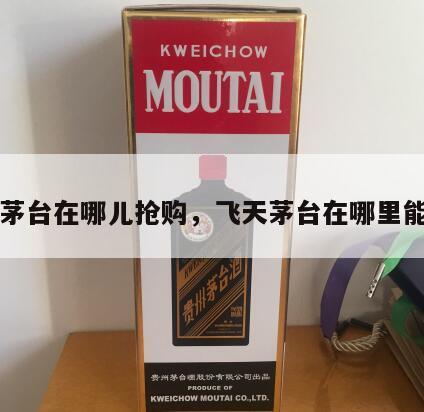 KWEICHOW
MOUTAI
茅台在哪儿抢购，飞天茅台在哪里能
贵州茅台酒
贵州茅台酒股份有限公司出品
PRODUCE OF
KWEICHOW MOUTAI CO.,LTD.